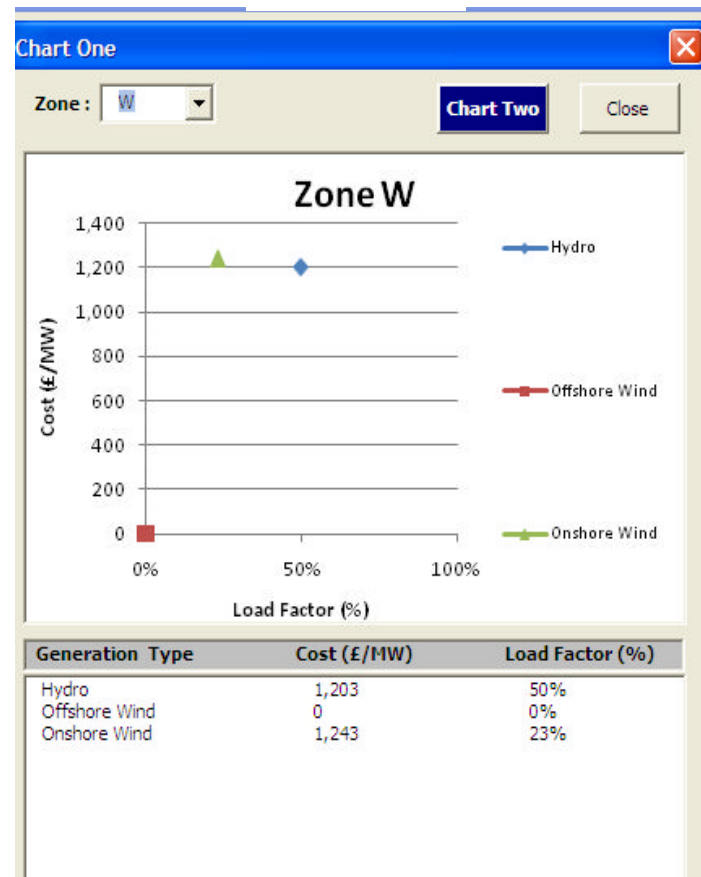 Chart One
Zone : W
Chart Two
Close
Zone W
1,400
1,200
1,000
800
600
400
200
0
Cost (£/MW)
0% 50% 100%
Load Factor (%)
Hydro
Offshore Wind
Onshore Wind
Generation Type Cost (£/MW) Load Factor (%)
Hydro 1,203 50%
Offshore Wind 0 0%
Onshore Wind 1,243 23%